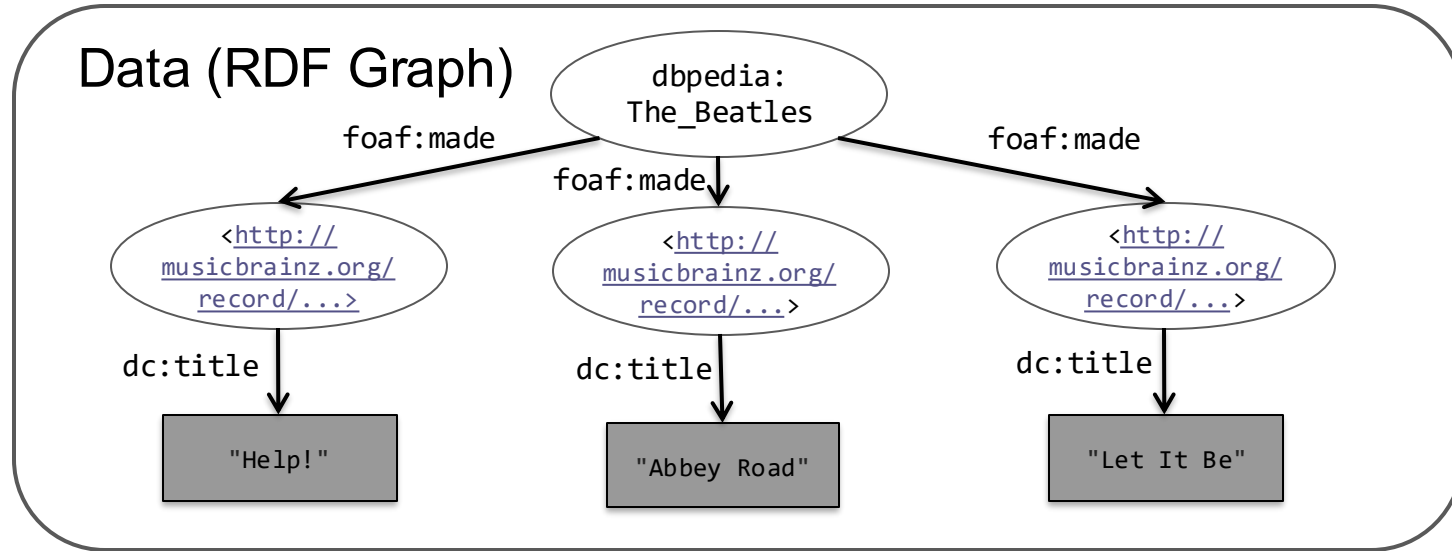 Data (RDF Graph)
dbpedia:
The_Beatles
foaf:made
foaf:made
foaf:made
<http://
musicbrainz.org/
record/...>
<http://
musicbrainz.org/
record/...>
<http://
musicbrainz.org/
record/...>
dc:title
dc:title
dc:title
"Help!"
"Abbey Road"
"Let It Be"